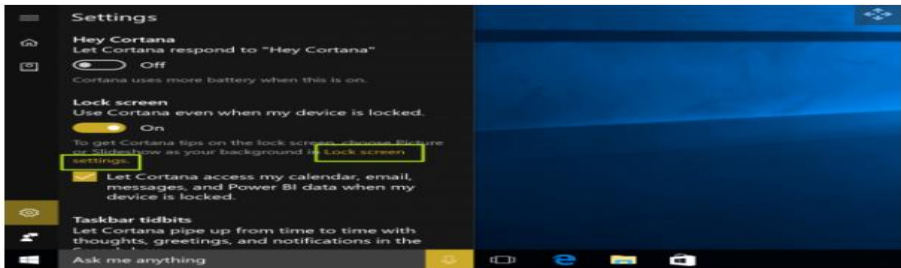 Settings
Hey Cortana
Let Cortana respond to "Hey Cortana"
Off
Cortana uses more battery when this is on.
Lock screen
Use Cortana even when my device is locked.
On
To get Cortana tips on the lock screen, choose Picture
or Slideshow as your background in Lock screen
settings.
Let Cortana access my calendar, email,
messages, and Power BI data when my
device is locked.
Taskbar tidbits
Let Cortana pipe up from time to time with
thoughts, greetings, and notifications in the
Ask me anything